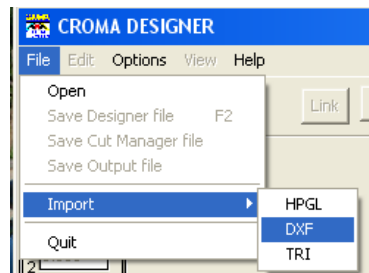 CROMA DESIGNER
File Edit Options View Help
Open
Save Designer file F2
Save Cut Manager file
Save Output file
Link
Import
HPGL
DXF
TRI
Quit
2